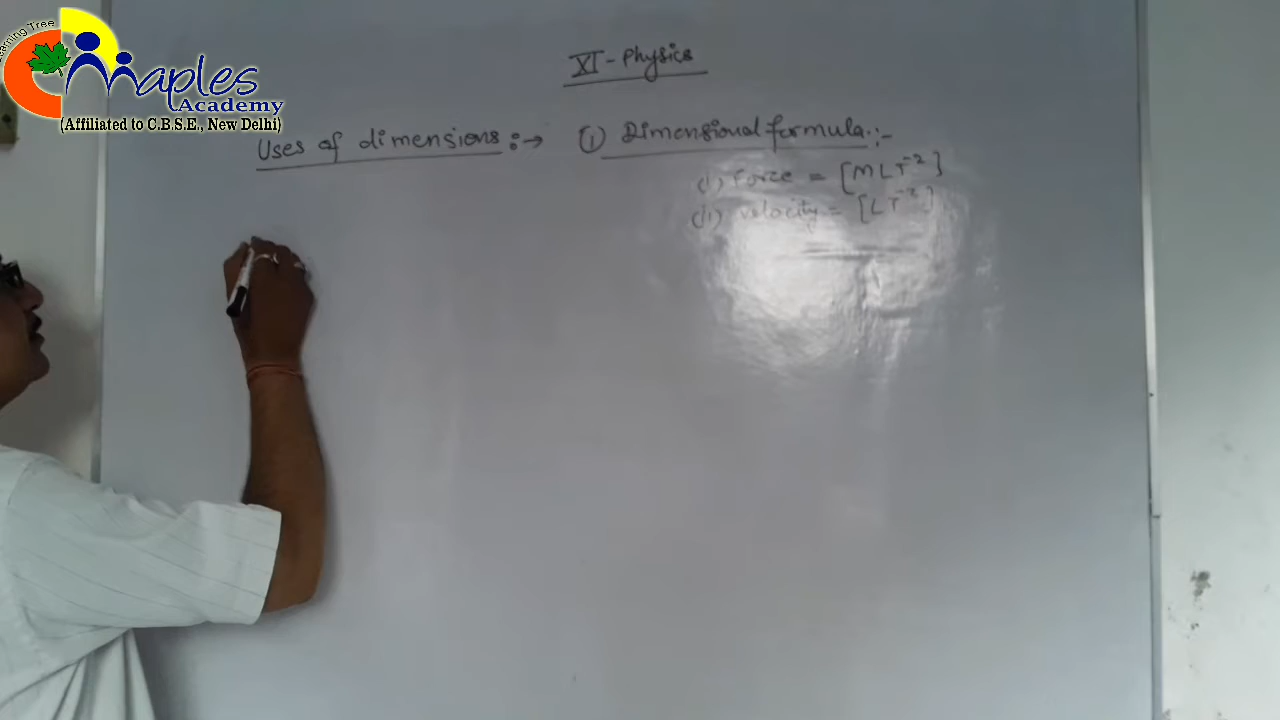 Learning Tree
Maples
Academy
(Affiliated to C.B.S.E., New Delhi)
XI - Physics
Uses of dimensions :→ ① Dimensional formula :-
(i) Force = [MLT⁻²]
(ii) velocity = [LT⁻²]